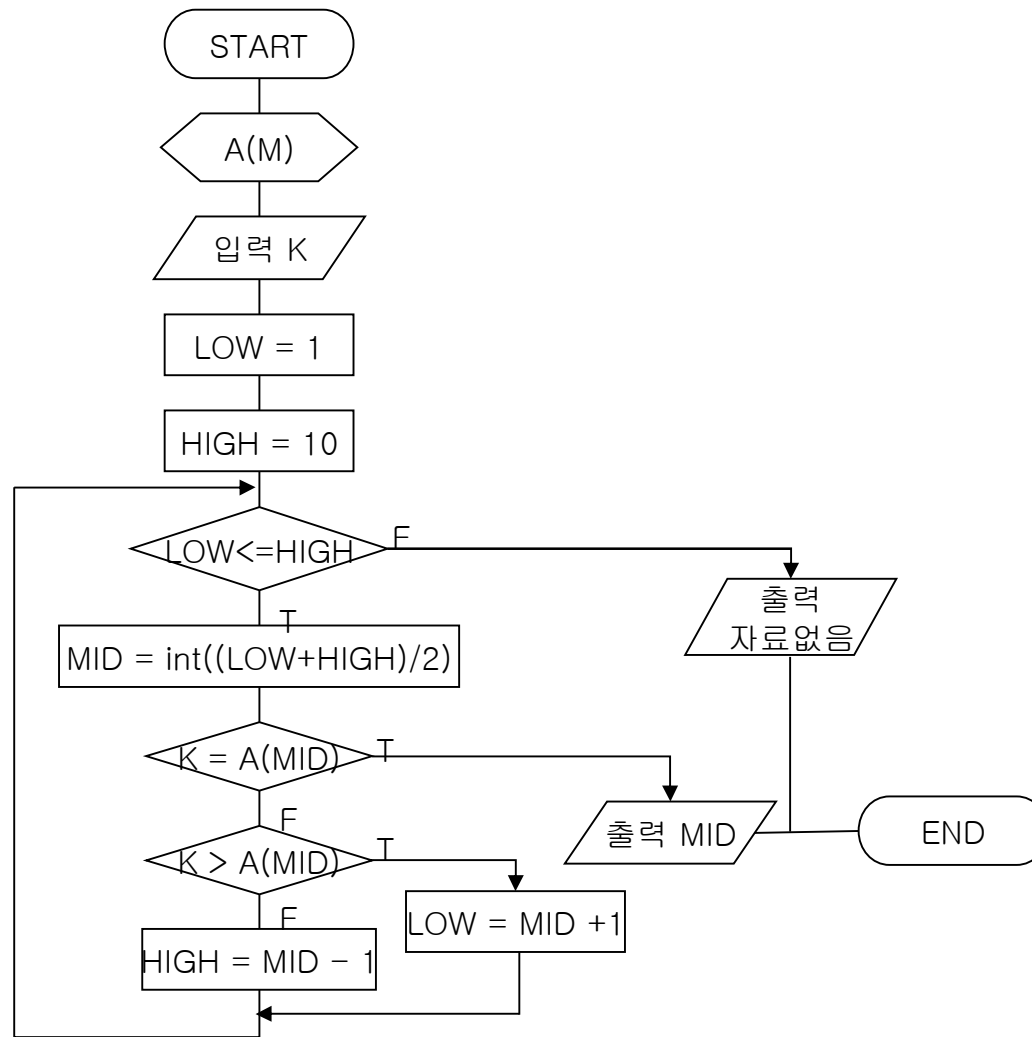 START
A(M)
입력 K
LOW = 1
HIGH = 10
LOW<=HIGH
F
T
출력
자료없음
MID = int((LOW+HIGH)/2)
K = A(MID)
T
F
출력 MID
END
K > A(MID)
T
F
LOW = MID +1
HIGH = MID - 1